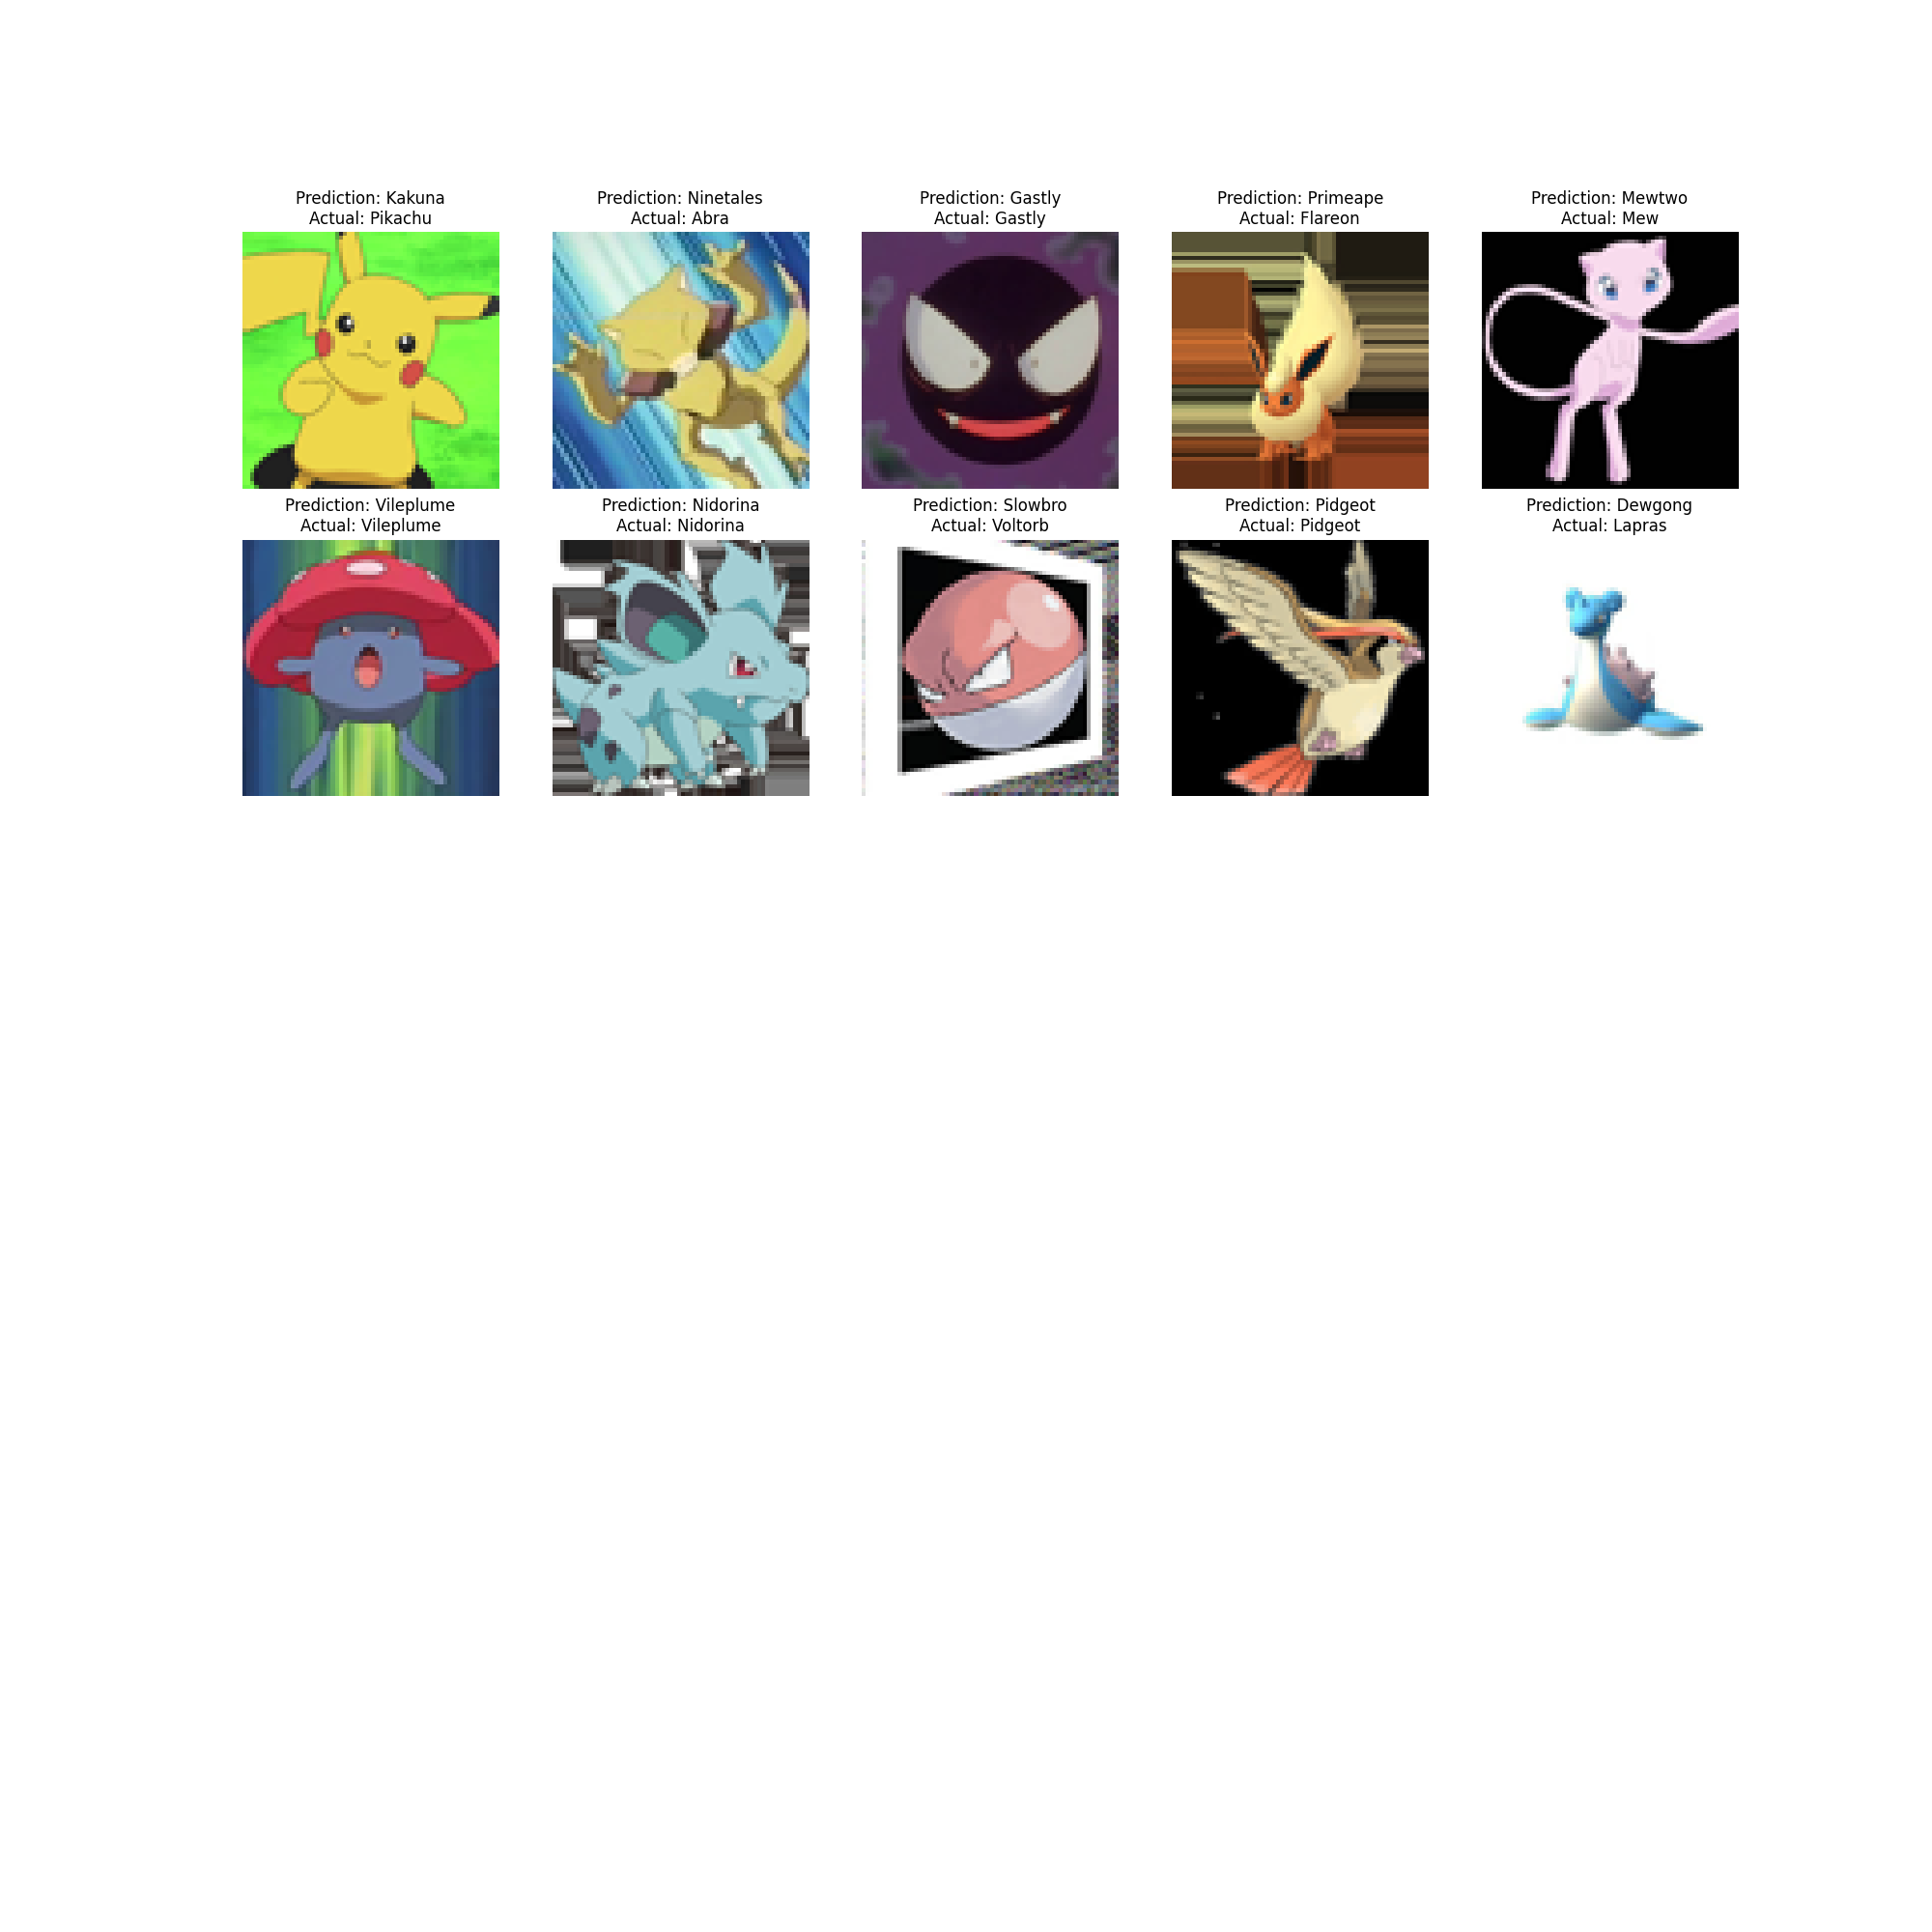 Prediction: Kakuna
Actual: Pikachu
Prediction: Ninetales
Actual: Abra
Prediction: Gastly
Actual: Gastly
Prediction: Primeape
Actual: Flareon
Prediction: Mewtwo
Actual: Mew
Prediction: Vileplume
Actual: Vileplume
Prediction: Nidorina
Actual: Nidorina
Prediction: Slowbro
Actual: Voltorb
Prediction: Pidgeot
Actual: Pidgeot
Prediction: Dewgong
Actual: Lapras